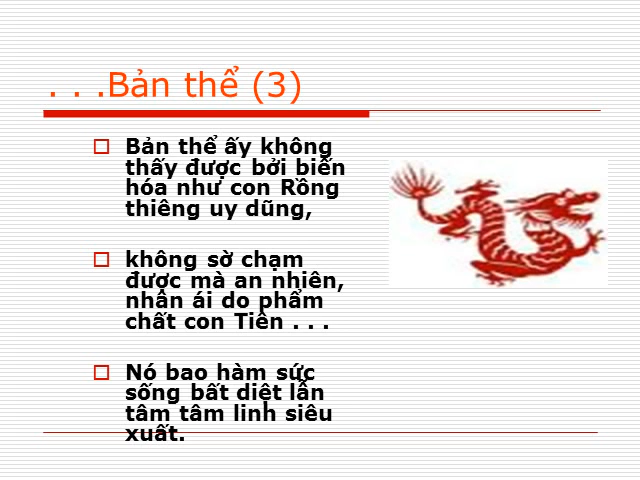 . . .Bản thể (3)
Bản thể ấy không
thấy được bởi biến
hóa như con Rồng
thiêng uy dũng,
không sờ chạm
được mà an nhiên,
nhân ái do phẩm
chất con Tiên . . .
Nó bao hàm sức
sống bất diệt lẫn
tâm tâm linh siêu
xuất.